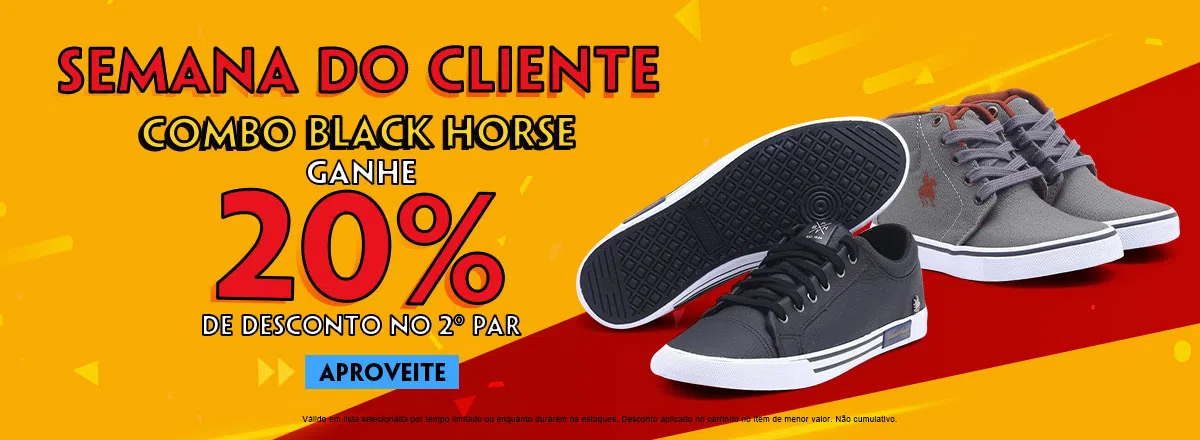 SEMANA DO CLIENTE
COMBO BLACK HORSE
GANHE
20%
DE DESCONTO NO 2º PAR
APROVEITE
Válido em lista selecionada por tempo limitado ou enquanto durarem os estoques. Desconto aplicado no carrinho no item de menor valor. Não cumulativo.